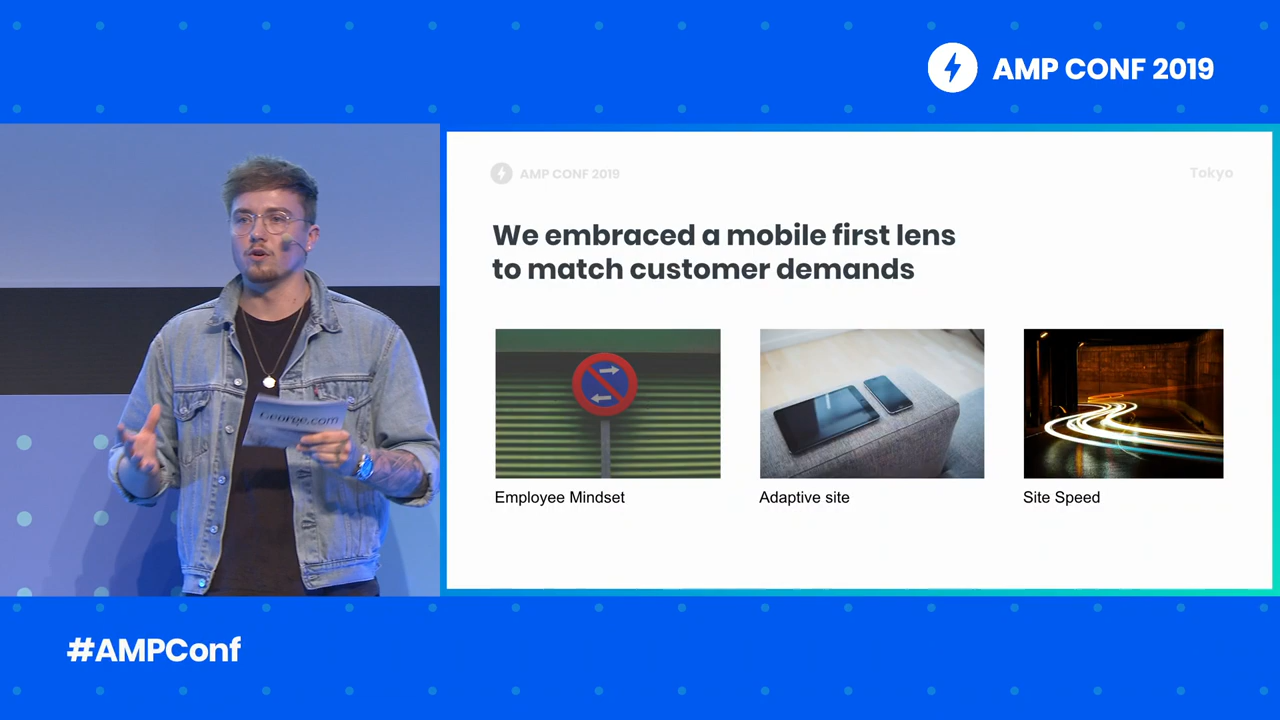 AMP CONF 2019
AMP CONF 2019
Tokyo
We embraced a mobile first lens
to match customer demands
George.com
Employee Mindset
Adaptive site
Site Speed
#AMPConf